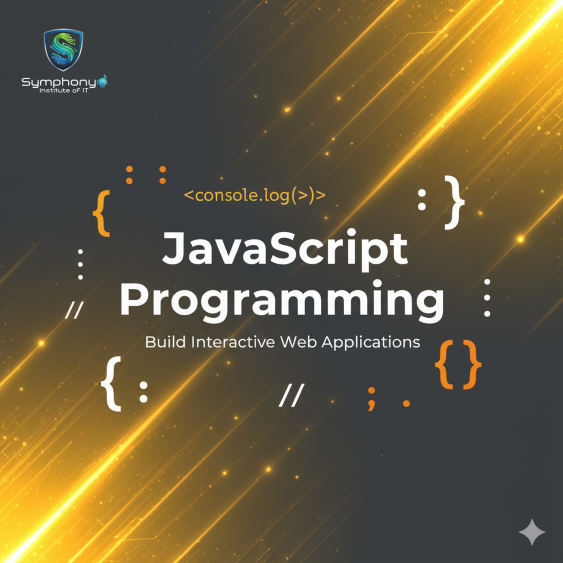 Symphony
Institute of IT
: :
<console.log(>)>
{
: }
JavaScript
:
Programming
:
//
Build Interactive Web Applications
{}
{ :
//
; .